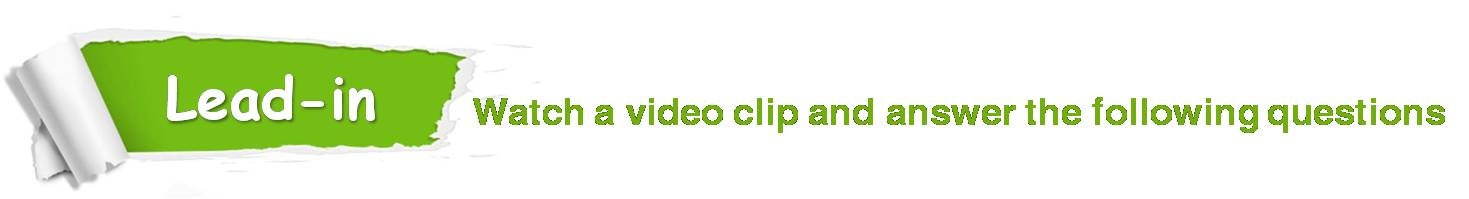 Lead-in
Watch a video clip and answer the following questions